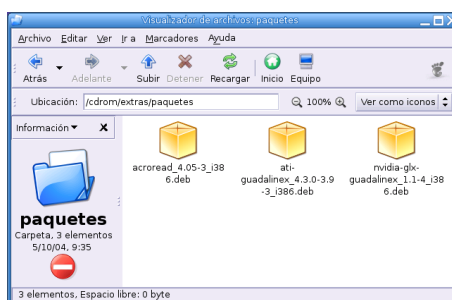 Visualizador de archivos: paquetes
Archivo Editar Ver Ir a Marcadores Ayuda
Atrás Adelante Subir Detener Recargar Inicio Equipo
Ubicación: /cdrom/extras/paquetes 100% Ver como iconos
Información X
paquetes
Carpeta, 3 elementos
5/10/04, 9:35
acroread_4.05-3_i38
6.deb
ati-
guadalinex_4.3.0-3.9
-3_i386.deb
nvidia-glx-
guadalinex_1.1-4_i38
6.deb
3 elementos, Espacio libre: 0 byte